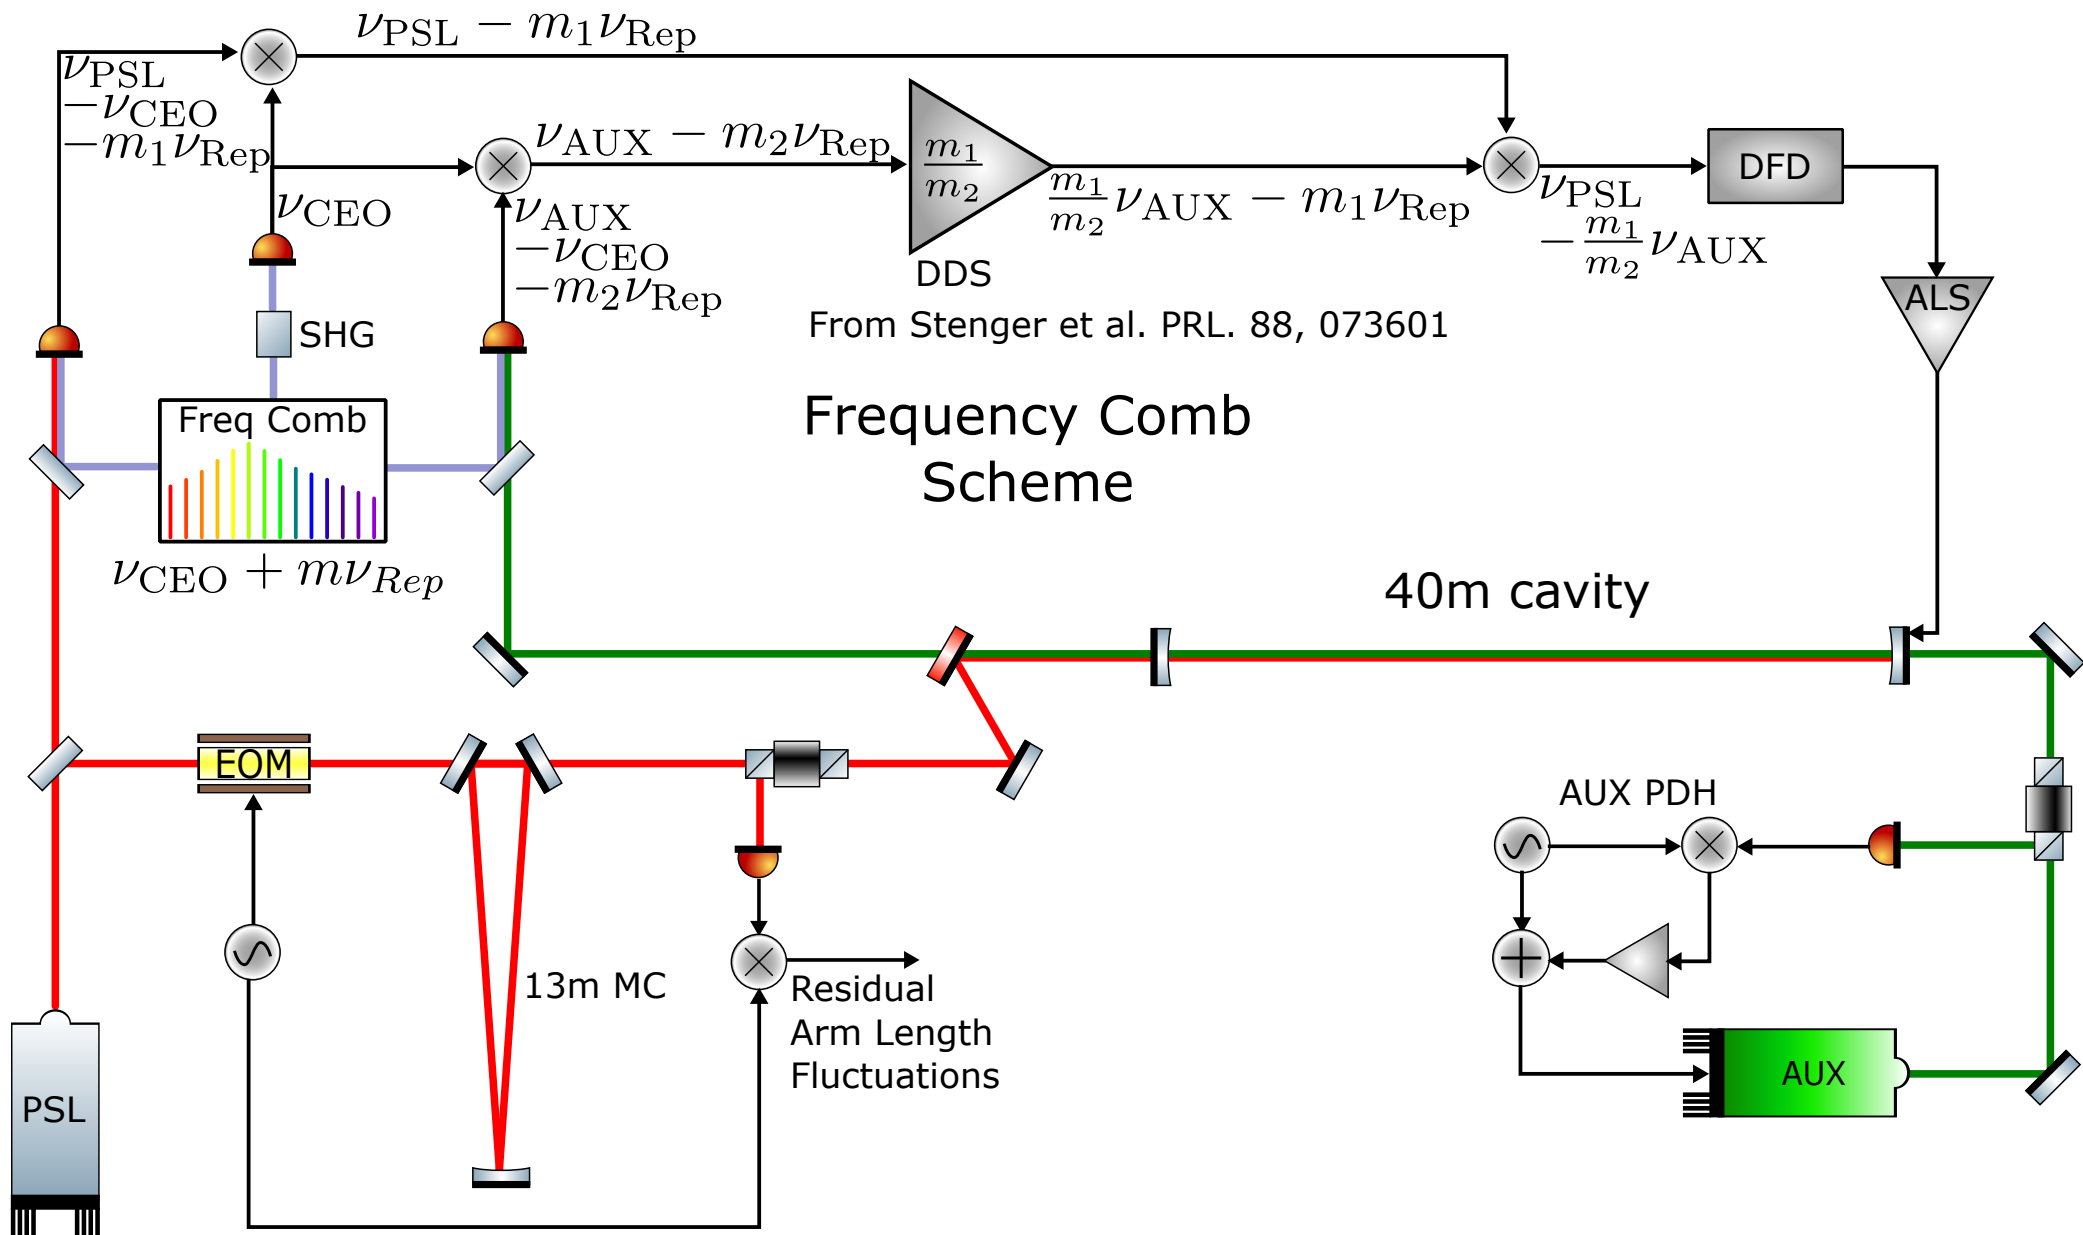 ν_PSL − m₁ν_Rep
ν_PSL
−ν_CEO
−m₁ν_Rep
ν_AUX − m₂ν_Rep
m₁/m₂
DFD
ν_CEO
ν_AUX
−ν_CEO
−m₂ν_Rep
m₁/m₂ ν_AUX − m₁ν_Rep
ν_PSL
−m₁/m₂ ν_AUX
DDS
ALS
SHG
From Stenger et al. PRL. 88, 073601
Freq Comb
Frequency Comb
Scheme
ν_CEO + mν_Rep
40m cavity
EOM
AUX PDH
13m MC
Residual
Arm Length
Fluctuations
AUX
PSL